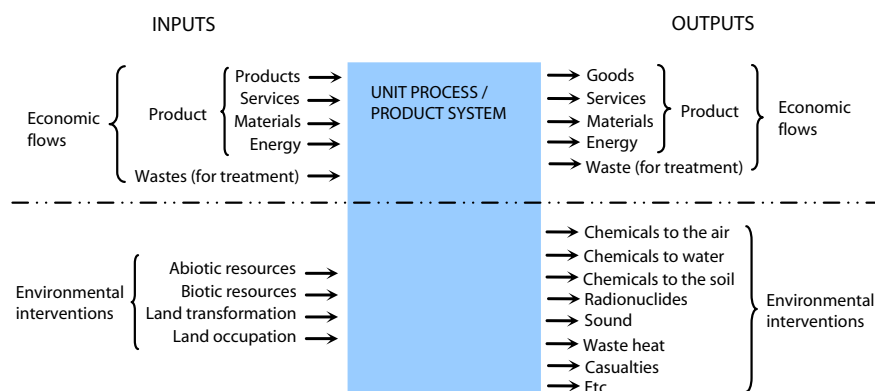 INPUTS
OUTPUTS
UNIT PROCESS /
PRODUCT SYSTEM
Economic
flows
Product
Products
Services
Materials
Energy
Wastes (for treatment)
Goods
Services
Materials
Energy
Product
Waste (for treatment)
Economic
flows
Environmental
interventions
Abiotic resources
Biotic resources
Land transformation
Land occupation
Chemicals to the air
Chemicals to water
Chemicals to the soil
Radionuclides
Sound
Waste heat
Casualties
Etc
Environmental
interventions